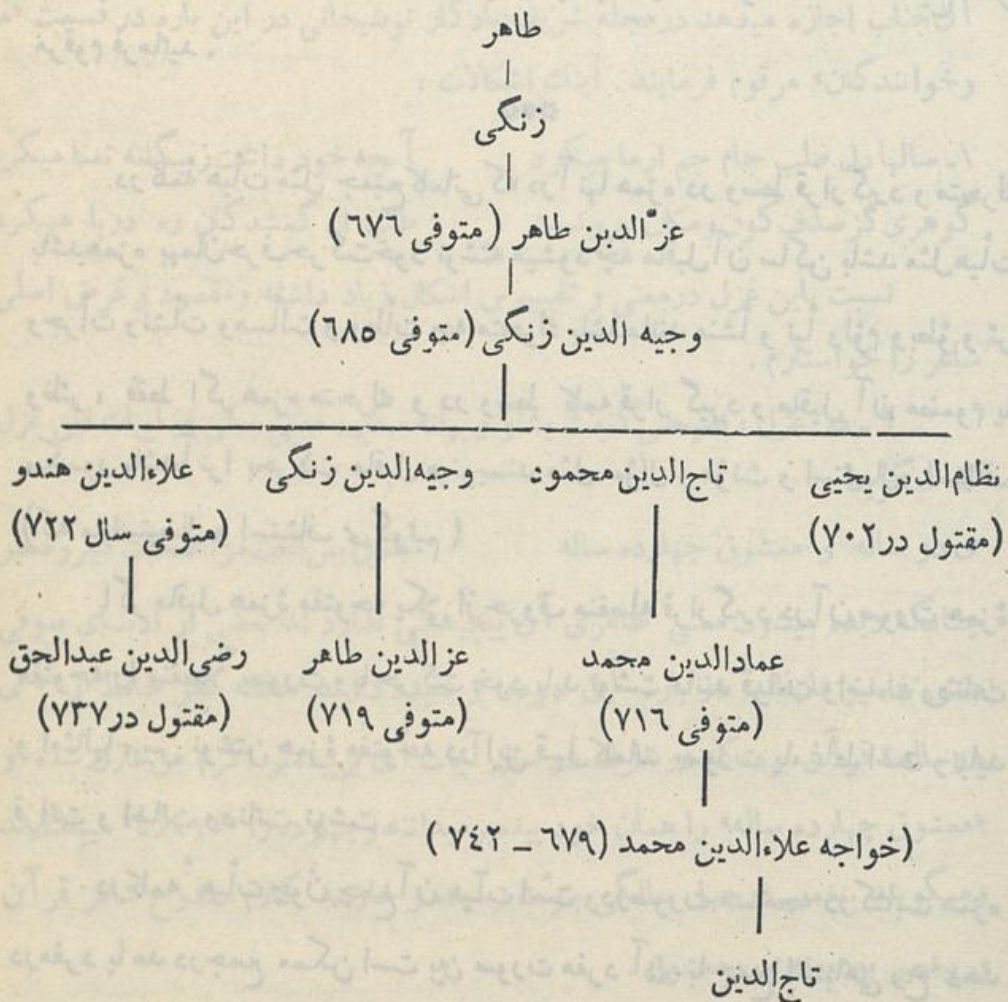 طاهر
زنگی
عزّالدین طاهر (متوفی ٦٧٦)
وجیه الدین زنگی (متوفی ٦٨٥)
نظام‌الدین یحیی تاج‌الدین محمود وجیه‌الدین زنگی علاءالدین هندو
(مقتول در ٧٠٢) (متوفی سال ٧٢٢)
عمادالدین محمد عزالدین طاهر رضی‌الدین عبدالحق
(متوفی ٧١٦) (متوفی ٧١٩) (مقتول در ٧٣٧)
(خواجه علاءالدین محمد (٦٧٩ – ٧٤٢)
تاج‌الدین